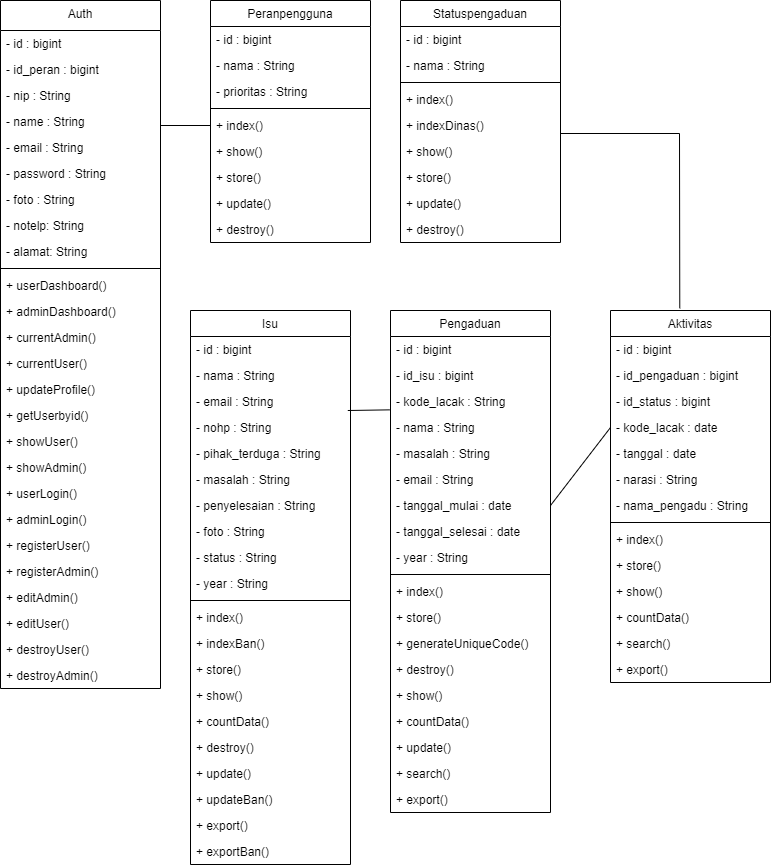 Auth
- id : bigint
- id_peran : bigint
- nip : String
- name : String
- email : String
- password : String
- foto : String
- notelp: String
- alamat: String
+ userDashboard()
+ adminDashboard()
+ currentAdmin()
+ currentUser()
+ updateProfile()
+ getUserbyid()
+ showUser()
+ showAdmin()
+ userLogin()
+ adminLogin()
+ registerUser()
+ registerAdmin()
+ editAdmin()
+ editUser()
+ destroyUser()
+ destroyAdmin()
Peranpengguna
- id : bigint
- nama : String
- prioritas : String
+ index()
+ show()
+ store()
+ update()
+ destroy()
Statuspengaduan
- id : bigint
- nama : String
+ index()
+ indexDinas()
+ show()
+ store()
+ update()
+ destroy()
Isu
- id : bigint
- nama : String
- email : String
- nohp : String
- pihak_terduga : String
- masalah : String
- penyelesaian : String
- foto : String
- status : String
- year : String
+ index()
+ indexBan()
+ store()
+ show()
+ countData()
+ destroy()
+ update()
+ updateBan()
+ export()
+ exportBan()
Pengaduan
- id : bigint
- id_isu : bigint
- kode_lacak : String
- nama : String
- masalah : String
- email : String
- tanggal_mulai : date
- tanggal_selesai : date
- year : String
+ index()
+ store()
+ generateUniqueCode()
+ destroy()
+ show()
+ countData()
+ update()
+ search()
+ export()
Aktivitas
- id : bigint
- id_pengaduan : bigint
- id_status : bigint
- kode_lacak : date
- tanggal : date
- narasi : String
- nama_pengadu : String
+ index()
+ store()
+ show()
+ countData()
+ search()
+ export()